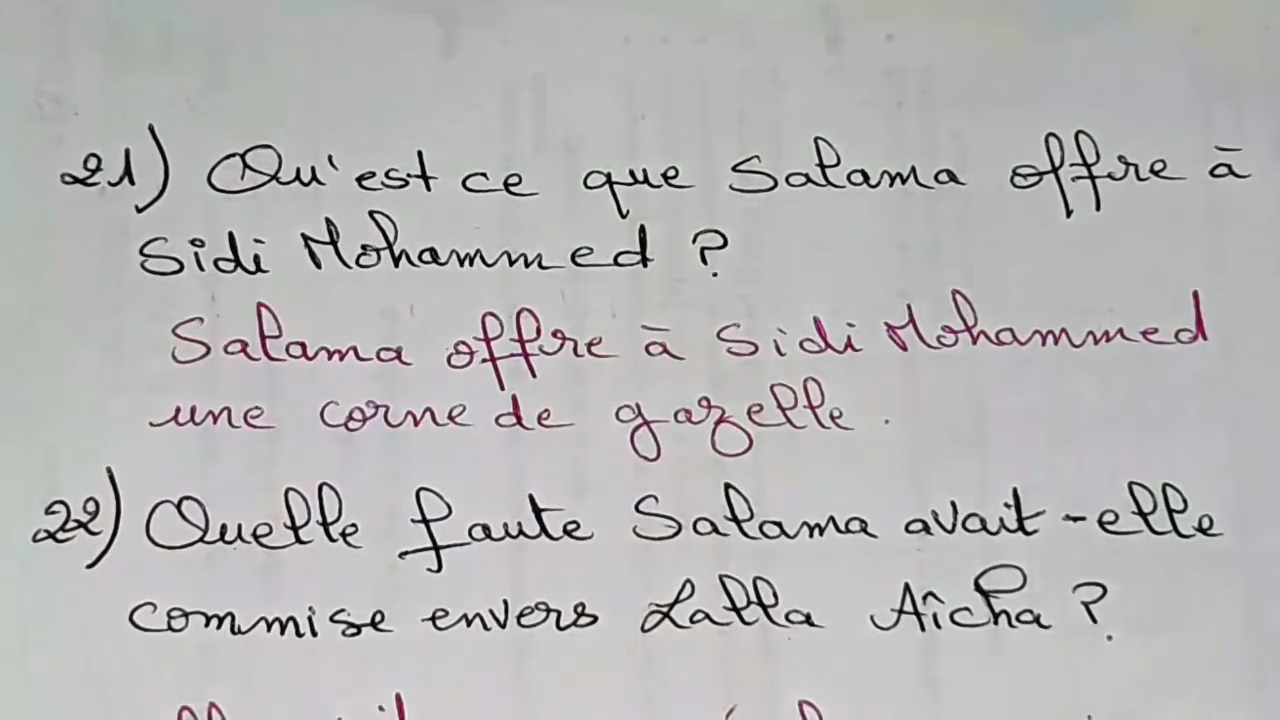 21) Qu'est ce que Salama offre à
Sidi Mohammed ?
Salama offre à Sidi Mohammed
une corne de gazelle.
22) Quelle faute Salama avait-elle
commise envers Lalla Aîcha ?